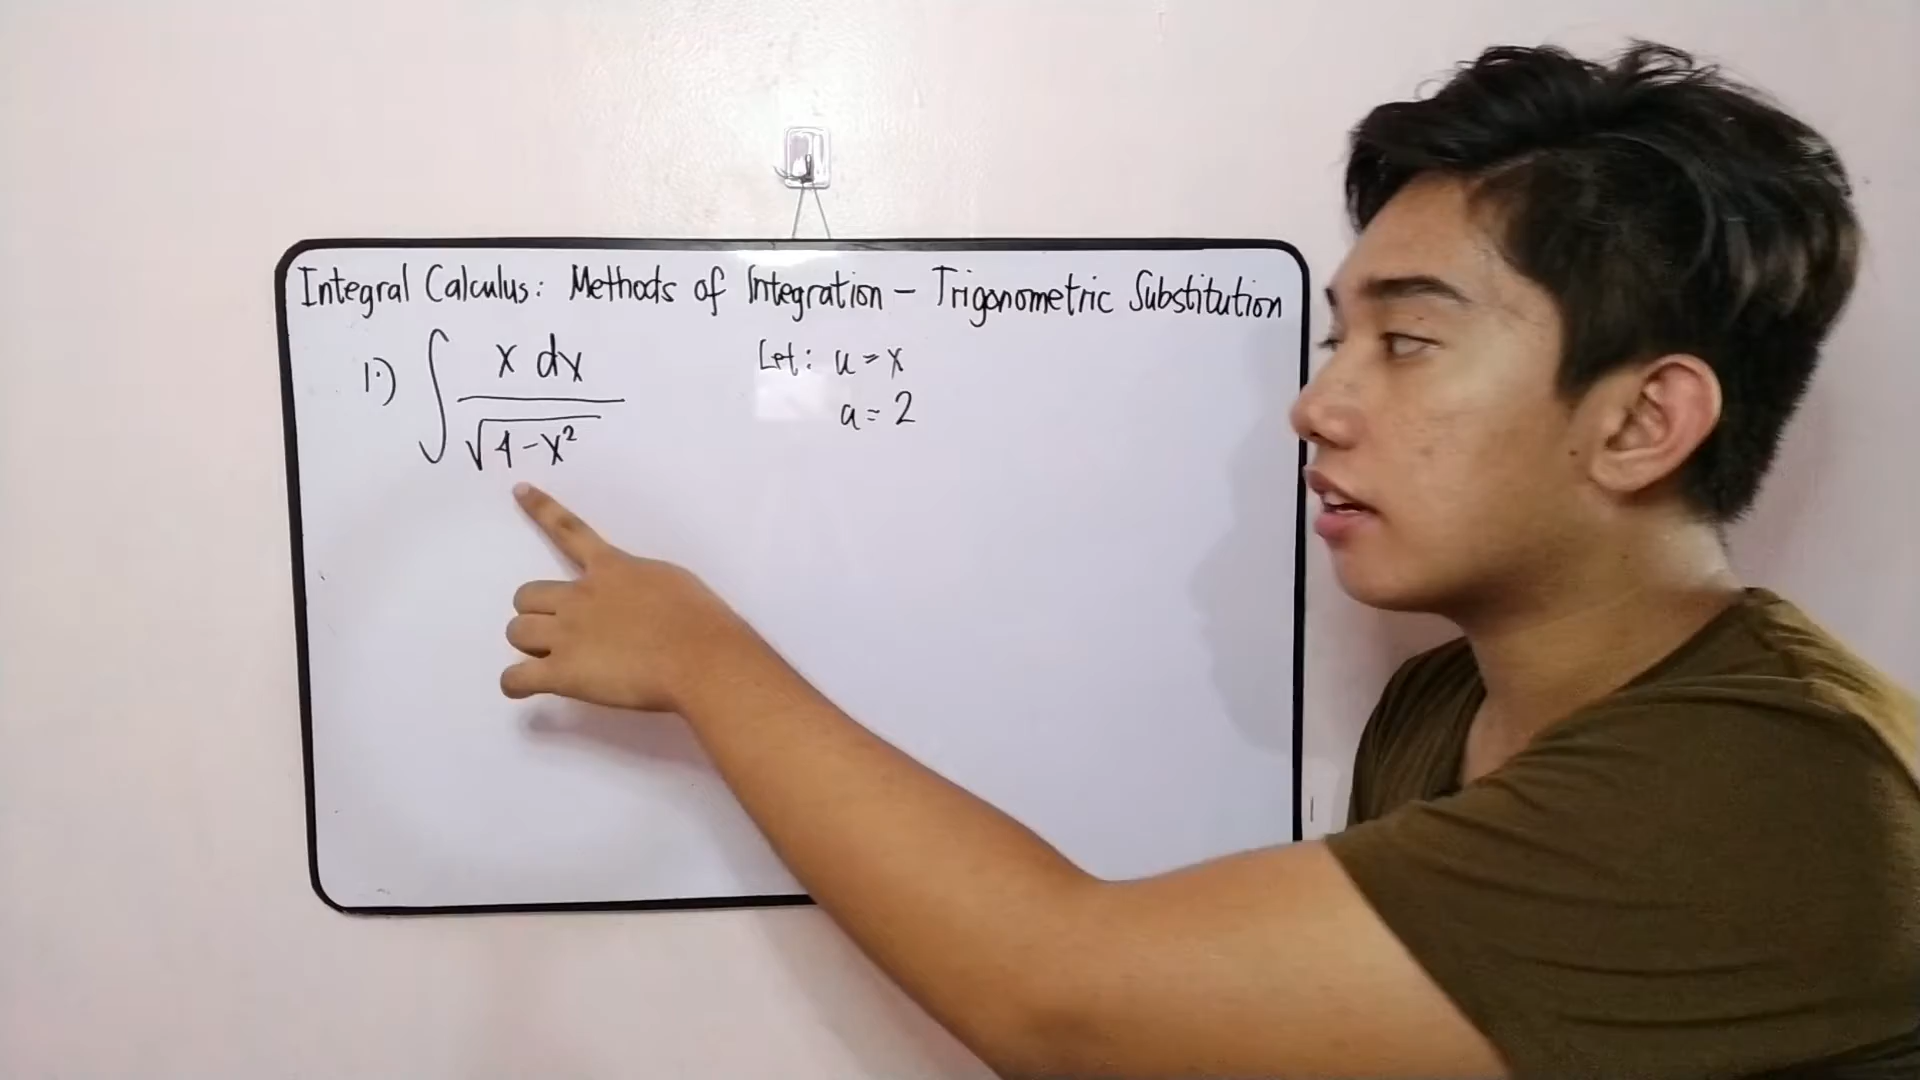 Integral Calculus: Methods of Integration - Trigonometric Substitution
1.) ∫ x dx / √(4-x²)
Let: u = x
a = 2